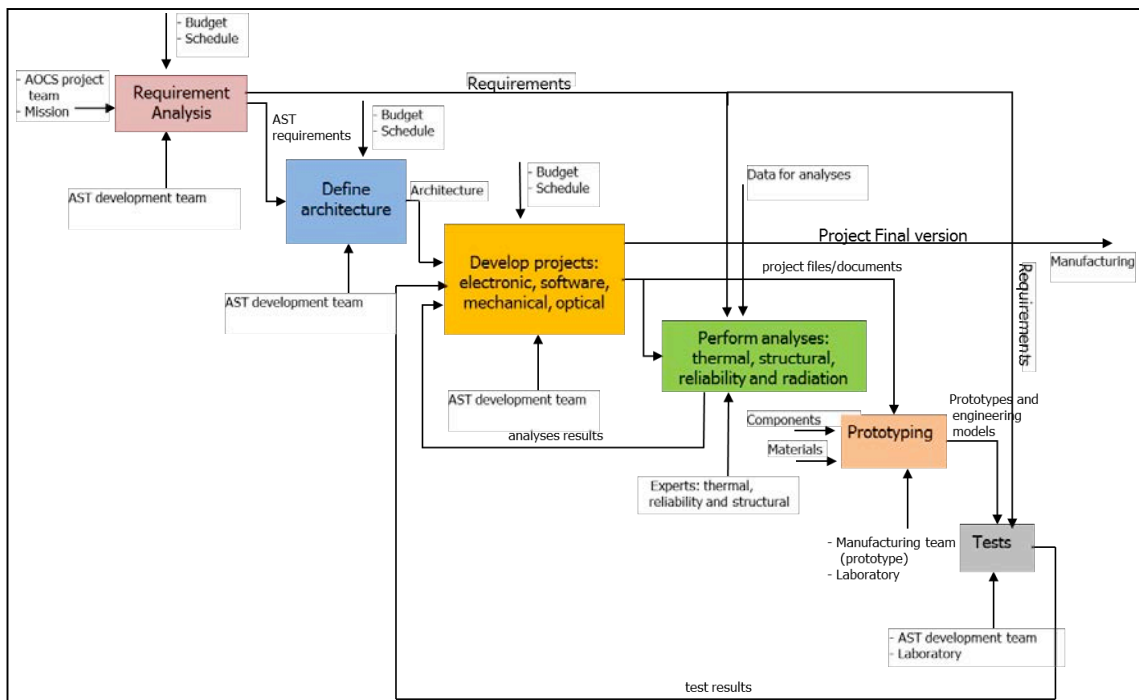 - Budget
- Schedule
- AOCS project
team
- Mission
Requirement
Analysis
Requirements
AST
requirements
- Budget
- Schedule
AST development team
Define
architecture
Architecture
- Budget
- Schedule
Data for analyses
AST development team
Develop projects:
electronic, software,
mechanical, optical
Project Final version
Manufacturing
project files/documents
Requirements
Perform analyses:
thermal, structural,
reliability and radiation
AST development team
analyses results
Components
Materials
Prototyping
Prototypes and
engineering
models
Experts: thermal,
reliability and structural
- Manufacturing team
(prototype)
- Laboratory
Tests
- AST development team
- Laboratory
test results